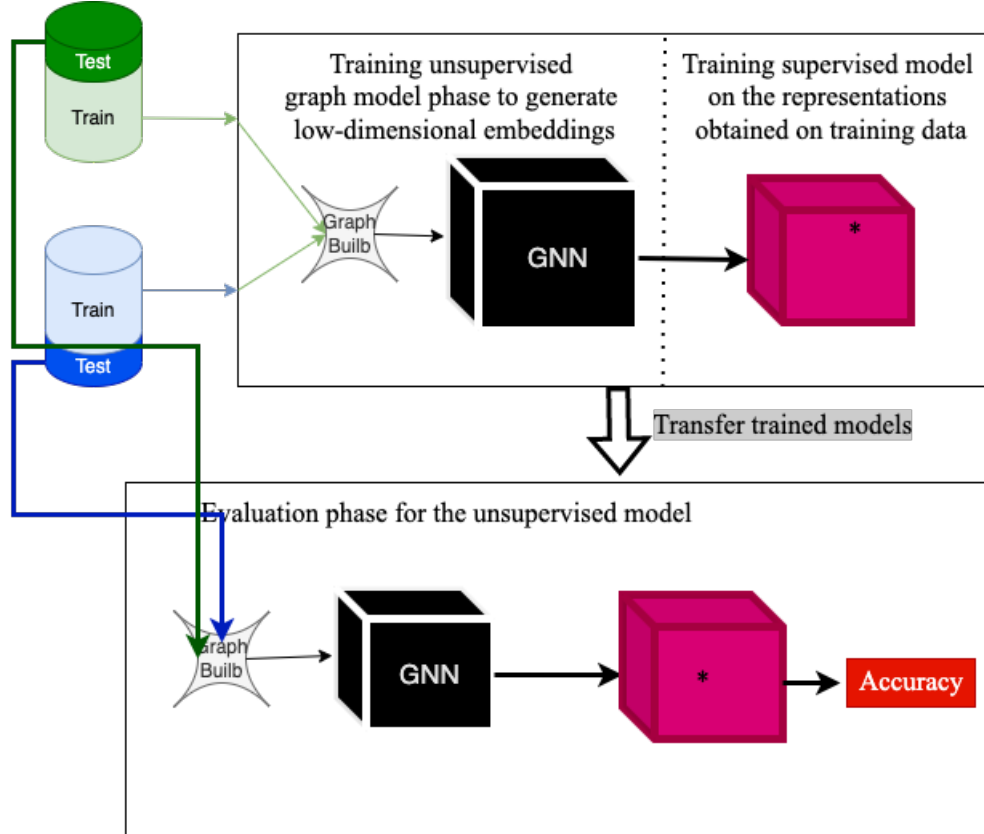 Test
Train
Train
Test
Training unsupervised
graph model phase to generate
low-dimensional embeddings
Training supervised model
on the representations
obtained on training data
Graph
Builb
GNN
*
Transfer trained models
Evaluation phase for the unsupervised model
Graph
Builb
GNN
*
Accuracy